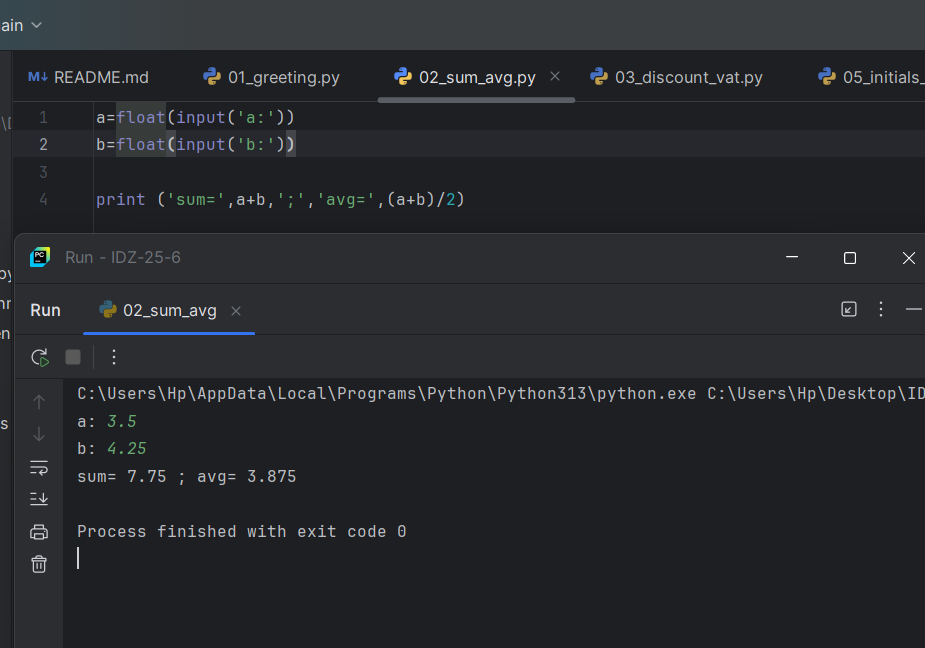 ain
README.md 01_greeting.py 02_sum_avg.py 03_discount_vat.py 05_initials_
1 a=float(input('a:'))
2 b=float(input('b:'))
3
4 print ('sum=',a+b,';','avg=',(a+b)/2)
PC Run - IDZ-25-6
Run 02_sum_avg
C:\Users\Hp\AppData\Local\Programs\Python\Python313\python.exe C:\Users\Hp\Desktop\ID
a: 3.5
b: 4.25
sum= 7.75 ; avg= 3.875
Process finished with exit code 0